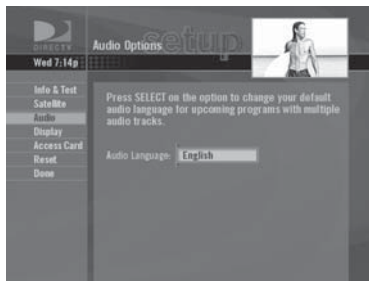 DIRECTV
Audio Options
setup
Wed 7:14p
Info & Test
Satellite
Audio
Display
Access Card
Reset
Done
Press SELECT on the option to change your default
audio language for upcoming programs with multiple
audio tracks.
Audio Language: English